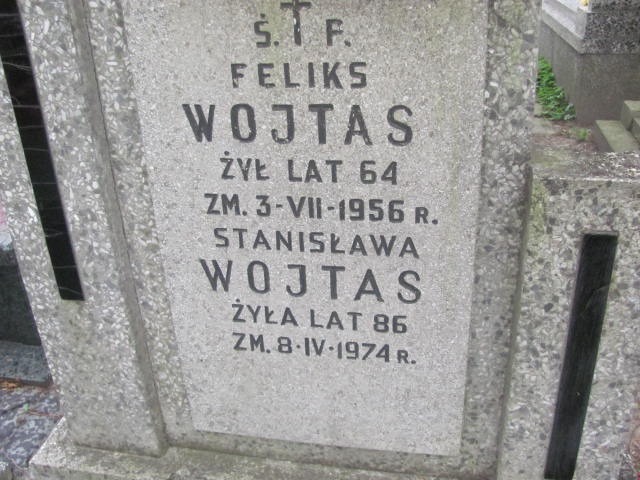 Ś. † P.
FELIKS
WOJTAS
ŻYŁ LAT 64
ZM. 3-VII-1956 R.
STANISŁAWA
WOJTAS
ŻYŁA LAT 86
ZM. 8·IV·1974 R.